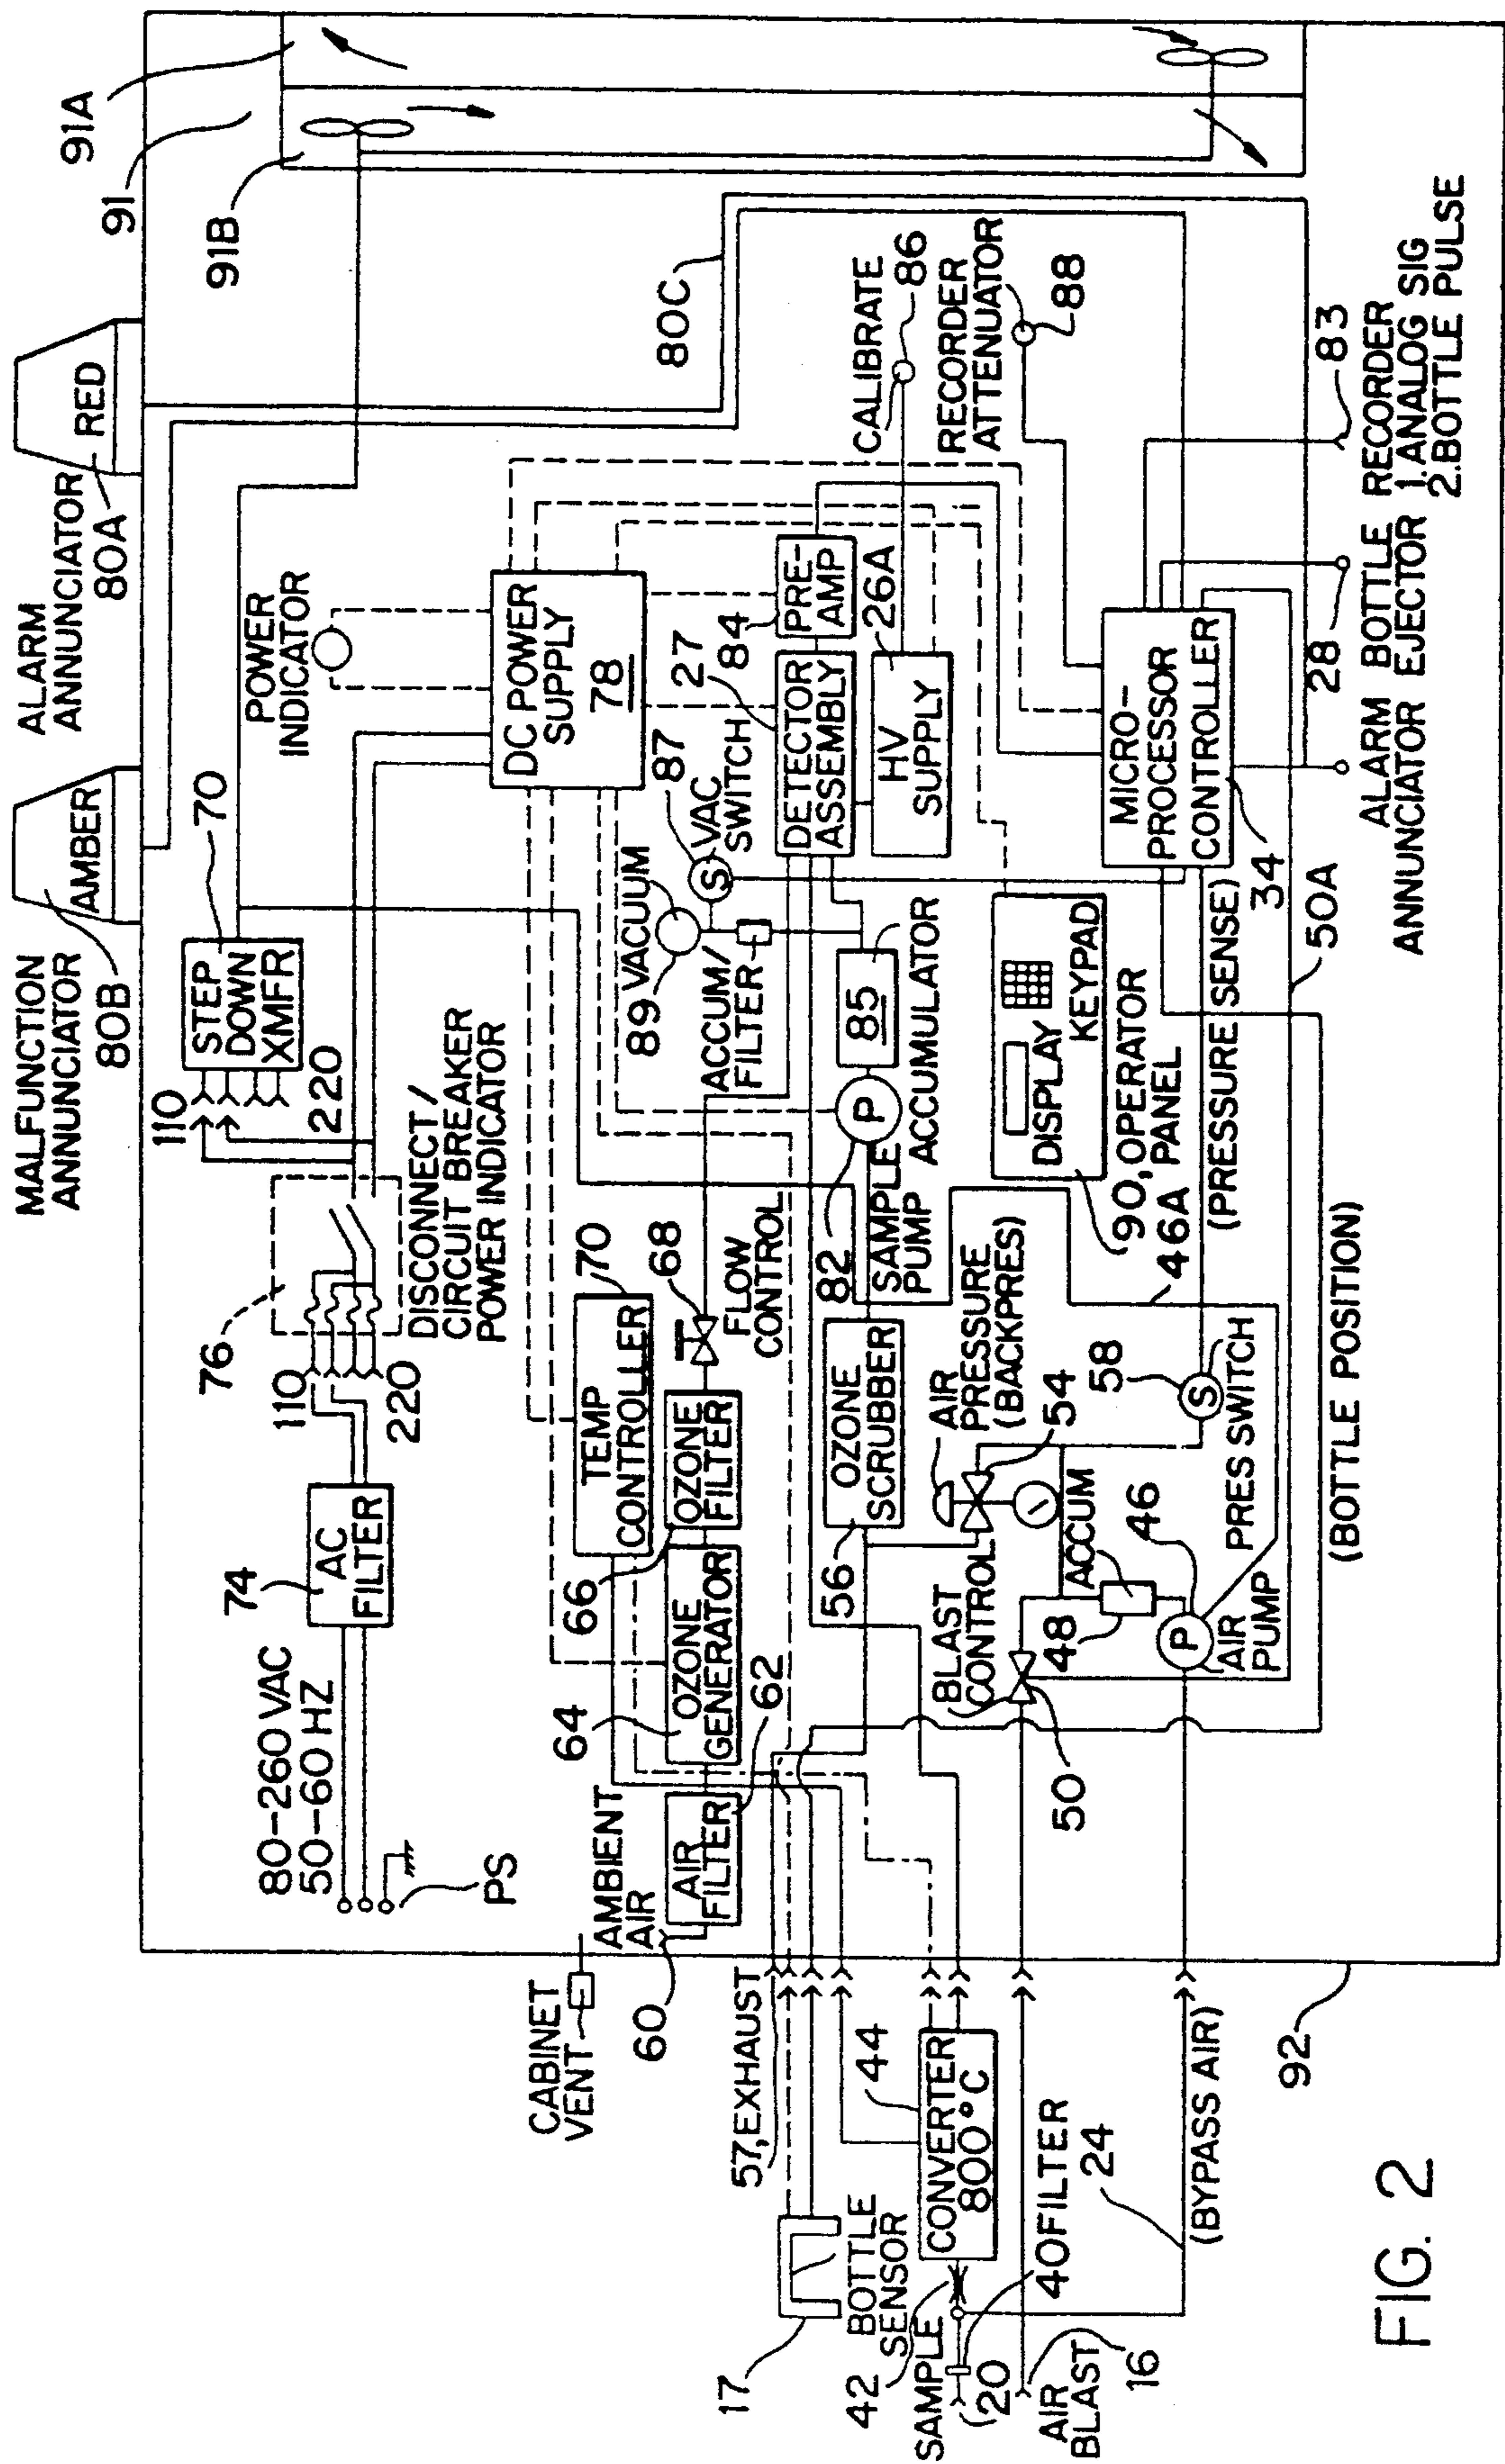 MALFUNCTION
ANNUNCIATOR
80B
AMBER
ALARM
ANNUNCIATOR
80A
RED
91A
91
91B
80-260 VAC
50-60 HZ
PS
74
AC
FILTER
110
220
76
DISCONNECT/
CIRCUIT BREAKER
POWER INDICATOR
110
220
STEP
DOWN
XMFR
70
POWER
INDICATOR
DC POWER
SUPPLY
78
80C
CABINET
VENT
60
AMBIENT
AIR
AIR
FILTER
62
64
OZONE
GENERATOR
66
OZONE
FILTER
TEMP
CONTROLLER
70
68
FLOW
CONTROL
89
VACUUM
ACCUM/
FILTER
87
VAC
SWITCH
S
27
DETECTOR
ASSEMBLY
84
PRE-
AMP
26A
HV
SUPPLY
CALIBRATE
86
RECORDER
ATTENUATOR
88
57, EXHAUST
17
BOTTLE
SENSOR
44
CONVERTER
800°C
42
SAMPLE
20
40 FILTER
AIR
BLAST
16
24
(BYPASS AIR)
92
56
OZONE
SCRUBBER
82
SAMPLE
PUMP
P
85
ACCUMULATOR
BLAST
CONTROL
50
AIR
PRESSURE
(BACKPRES)
54
ACCUM
48
46
P
AIR
PUMP
58
S
PRES SWITCH
DISPLAY
KEYPAD
90, OPERATOR
PANEL
46A
(PRESSURE SENSE)
(BOTTLE POSITION)
MICRO-
PROCESSOR
CONTROLLER
34
50A
28
83
ALARM
ANNUNCIATOR
BOTTLE
EJECTOR
RECORDER
1. ANALOG SIG
2. BOTTLE PULSE
FIG. 2